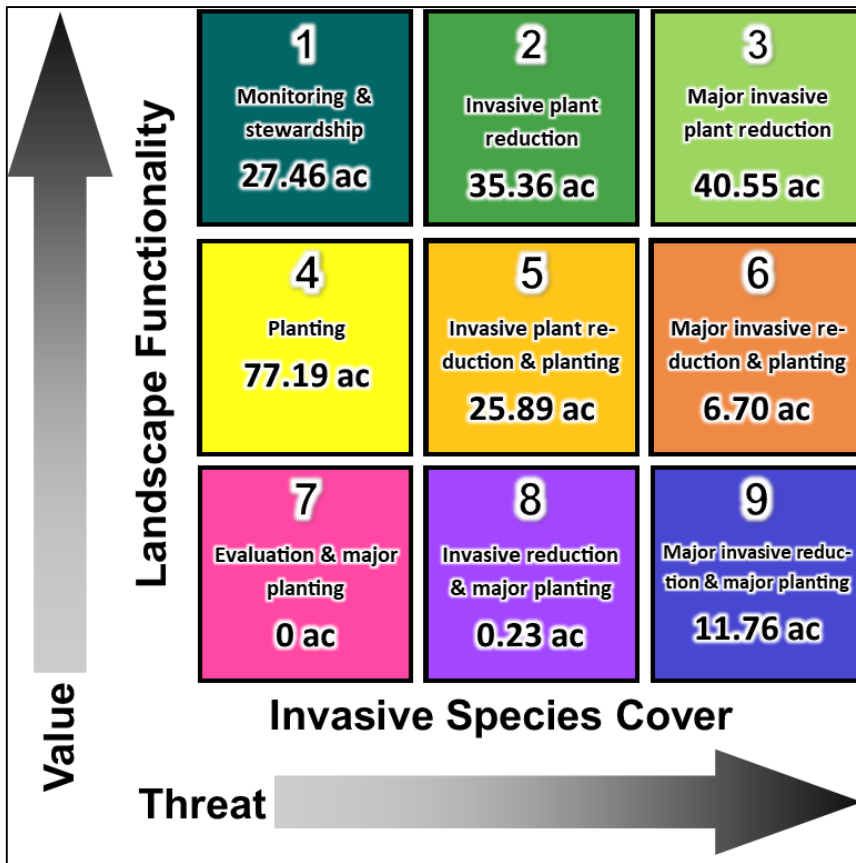 1
Monitoring &
stewardship
27.46 ac
2
Invasive plant
reduction
35.36 ac
3
Major invasive
plant reduction
40.55 ac
4
Planting
77.19 ac
5
Invasive plant re-
duction & planting
25.89 ac
6
Major invasive re-
duction & planting
6.70 ac
7
Evaluation & major
planting
0 ac
8
Invasive reduction
& major planting
0.23 ac
9
Major invasive reduc-
tion & major planting
11.76 ac
Landscape Functionality
Value
Invasive Species Cover
Threat